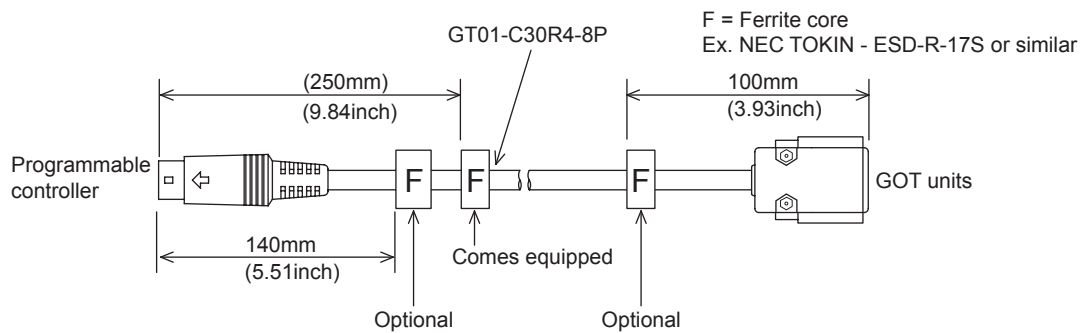 F = Ferrite core
Ex. NEC TOKIN - ESD-R-17S or similar
GT01-C30R4-8P
(250mm)
(9.84inch)
100mm
(3.93inch)
Programmable
controller
F
F
F
GOT units
140mm
(5.51inch)
Comes equipped
Optional
Optional